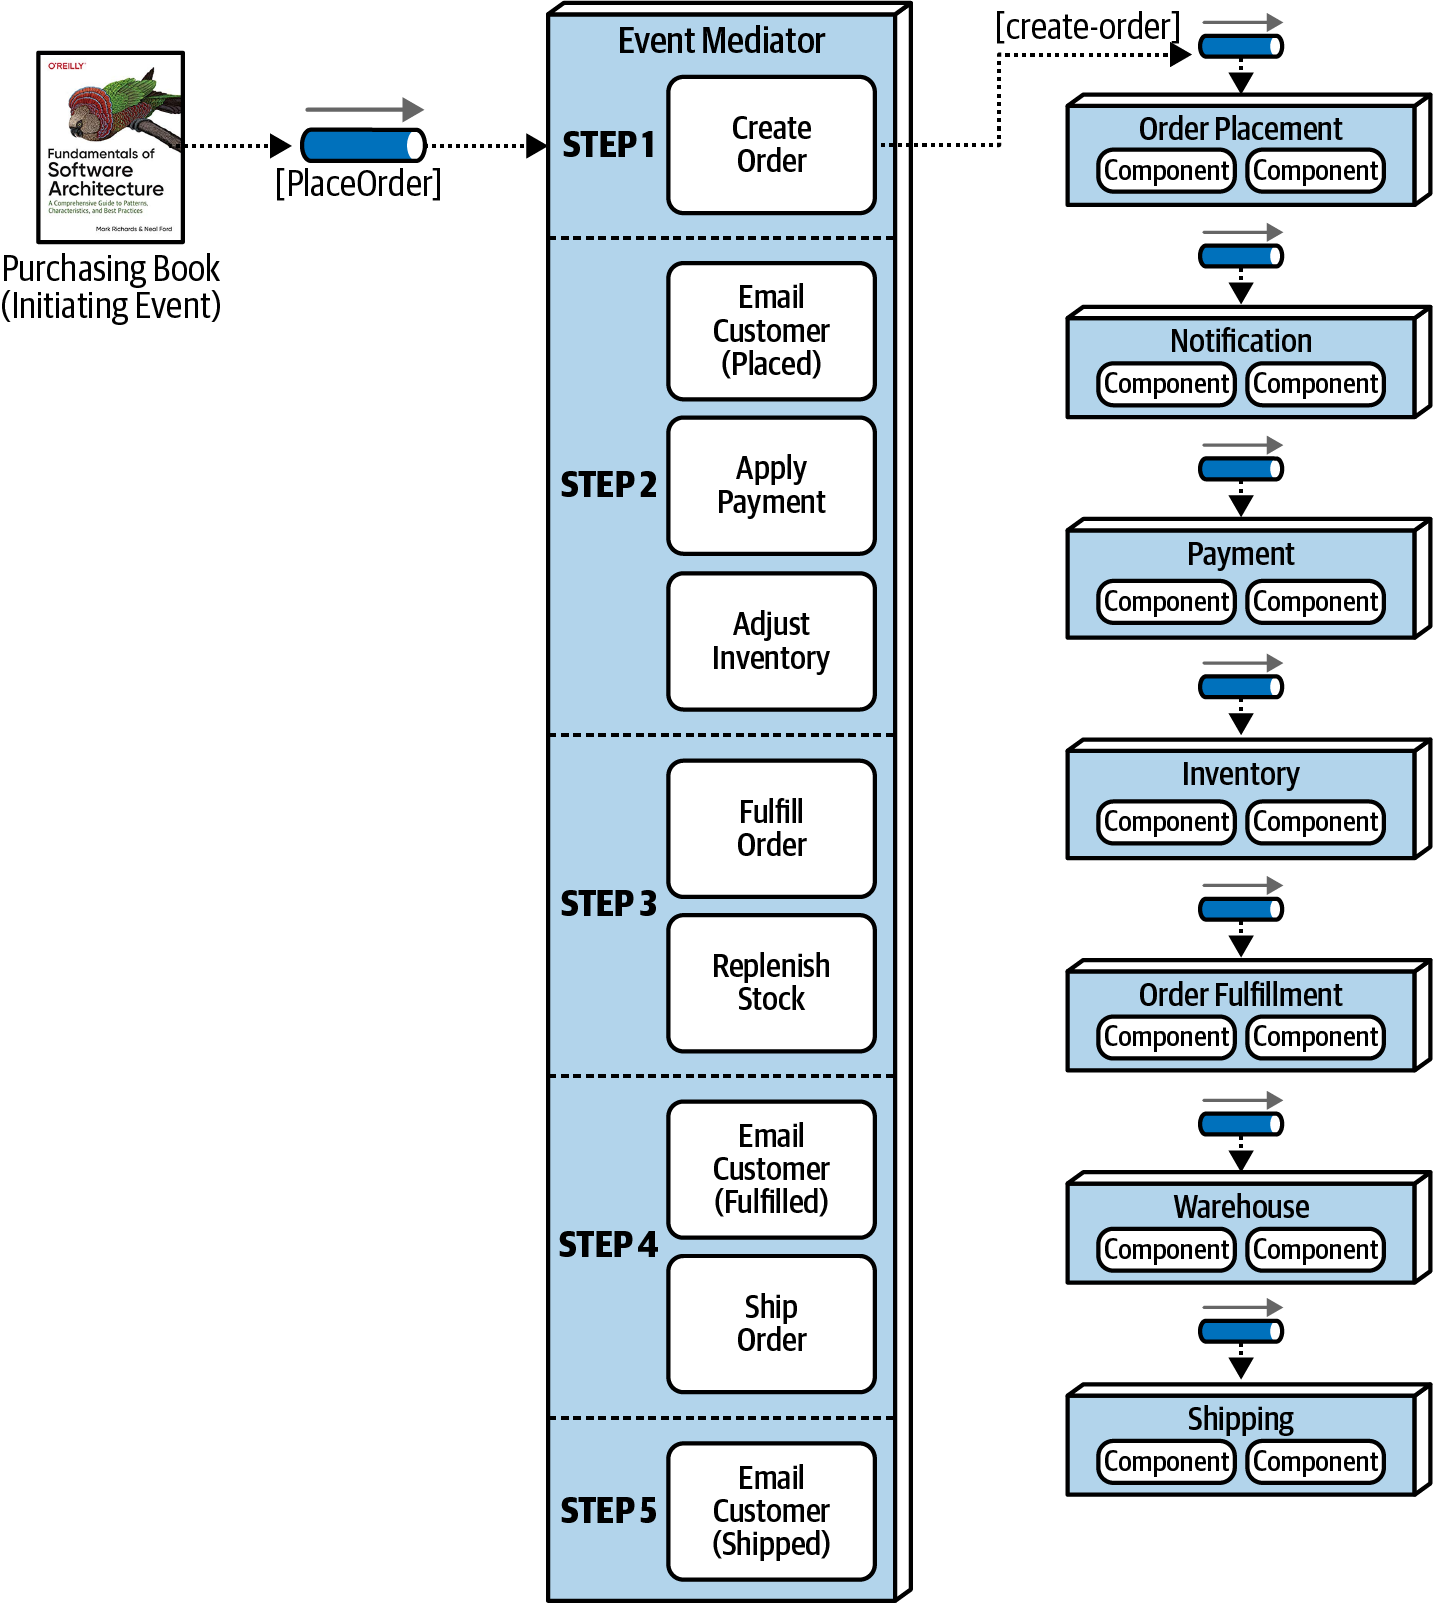 O'REILLY
Fundamentals of
Software
Architecture
A Comprehensive Guide to Patterns,
Characteristics, and Best Practices
Mark Richards & Neal Ford
Purchasing Book
(Initiating Event)
[PlaceOrder]
Event Mediator
STEP 1
Create
Order
STEP 2
Email
Customer
(Placed)
Apply
Payment
Adjust
Inventory
STEP 3
Fulfill
Order
Replenish
Stock
STEP 4
Email
Customer
(Fulfilled)
Ship
Order
STEP 5
Email
Customer
(Shipped)
[create-order]
Order Placement
Component Component
Notification
Component Component
Payment
Component Component
Inventory
Component Component
Order Fulfillment
Component Component
Warehouse
Component Component
Shipping
Component Component